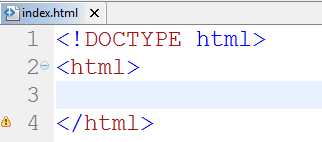 index.html
1 <!DOCTYPE html>
2 <html>
3
4 </html>